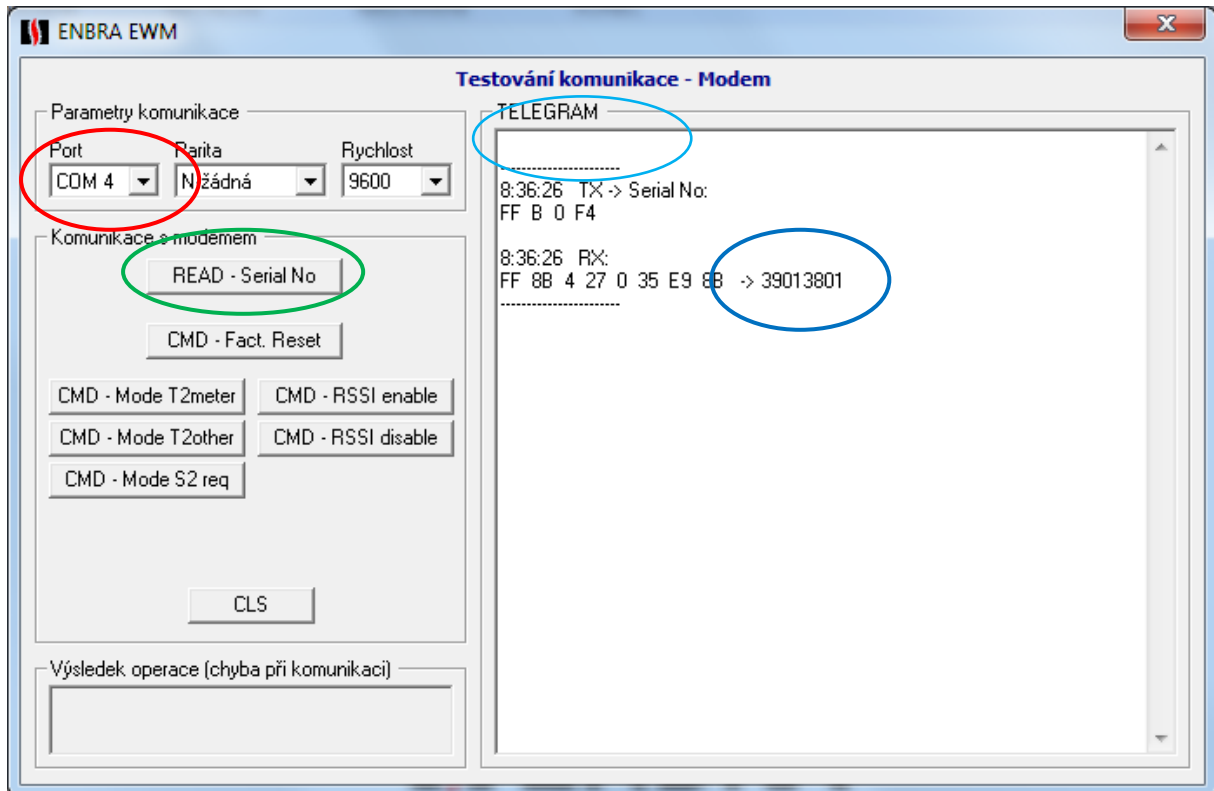 ENBRA EWM
X
Testování komunikace - Modem
Parametry komunikace
Port Parita Rychlost
COM 4 N žádná 9600
Komunikace s modemem
READ - Serial No
CMD - Fact. Reset
CMD - Mode T2meter CMD - RSSI enable
CMD - Mode T2other CMD - RSSI disable
CMD - Mode S2 req
CLS
Výsledek operace (chyba při komunikaci)
TELEGRAM
----------------------
8:36:26 TX -> Serial No:
FF B 0 F4
8:36:26 RX:
FF 8B 4 27 0 35 E9 8B -> 39013801
----------------------